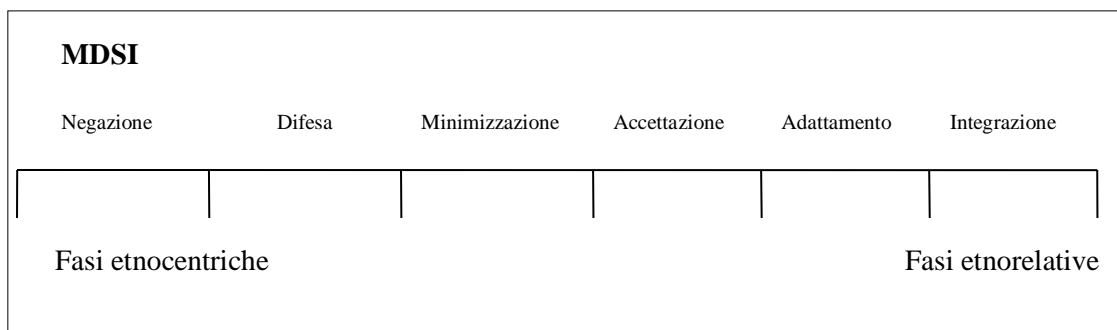 MDSI
Negazione Difesa Minimizzazione Accettazione Adattamento Integrazione
Fasi etnocentriche Fasi etnorelative